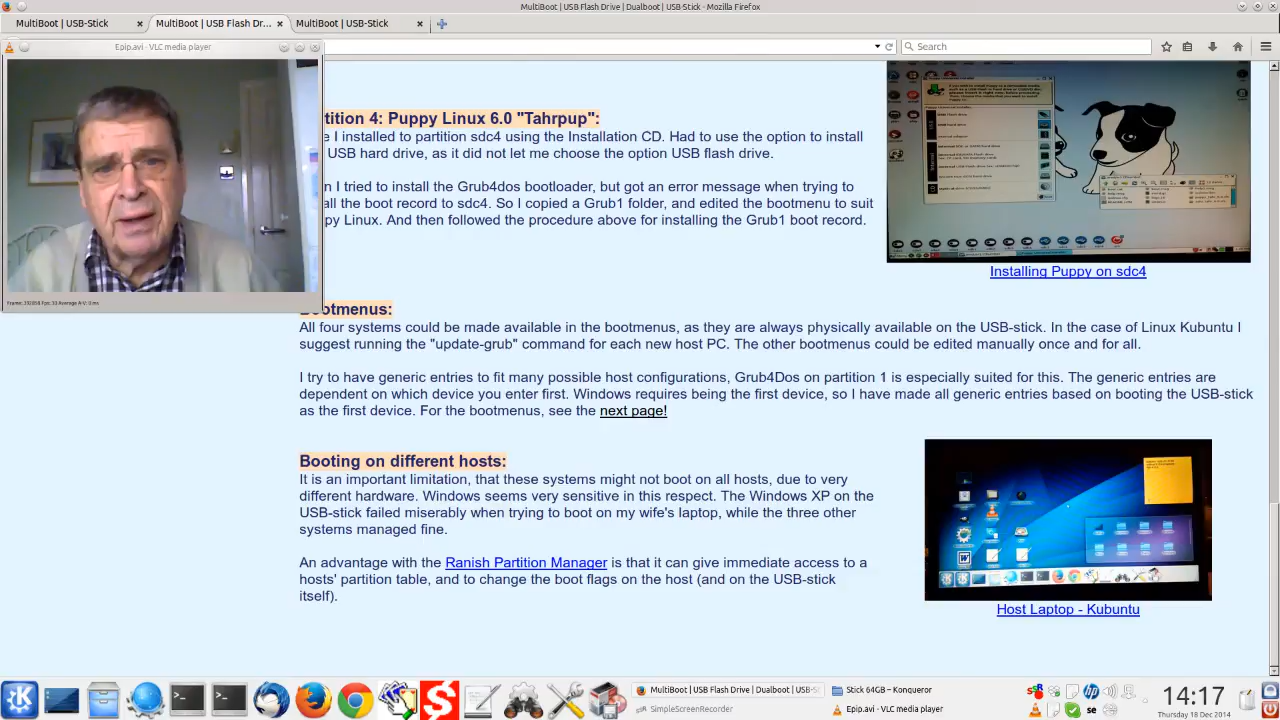 MultiBoot | USB Flash Drive | Dualboot | USB-Stick - Mozilla Firefox
MultiBoot | USB-Stick
MultiBoot | USB Flash Dr...
MultiBoot | USB-Stick
Epip.avi - VLC media player
Search
tition 4: Puppy Linux 6.0 "Tahrpup":
e I installed to partition sdc4 using the Installation CD. Had to use the option to install
USB hard drive, as it did not let me choose the option USB flash drive.
n I tried to install the Grub4dos bootloader, but got an error message when trying to
all the boot record to sdc4. So I copied a Grub1 folder, and edited the bootmenu to suit
py Linux. And then followed the procedure above for installing the Grub1 boot record.
Installing Puppy on sdc4
Bootmenus:
All four systems could be made available in the bootmenus, as they are always physically available on the USB-stick. In the case of Linux Kubuntu I
suggest running the "update-grub" command for each new host PC. The other bootmenus could be edited manually once and for all.
I try to have generic entries to fit many possible host configurations, Grub4Dos on partition 1 is especially suited for this. The generic entries are
dependent on which device you enter first. Windows requires being the first device, so I have made all generic entries based on booting the USB-stick
as the first device. For the bootmenus, see the next page!
Booting on different hosts:
It is an important limitation, that these systems might not boot on all hosts, due to very
different hardware. Windows seems very sensitive in this respect. The Windows XP on the
USB-stick failed miserably when trying to boot on my wife's laptop, while the three other
systems managed fine.
An advantage with the Ranish Partition Manager is that it can give immediate access to a
hosts' partition table, and to change the boot flags on the host (and on the USB-stick
itself).
Host Laptop - Kubuntu
MultiBoot | USB Flash Drive | Dualboot | USB-S
Stick 64GB – Konqueror
SimpleScreenRecorder
Epip.avi - VLC media player
se
14:17
Thursday 18 Dec 2014